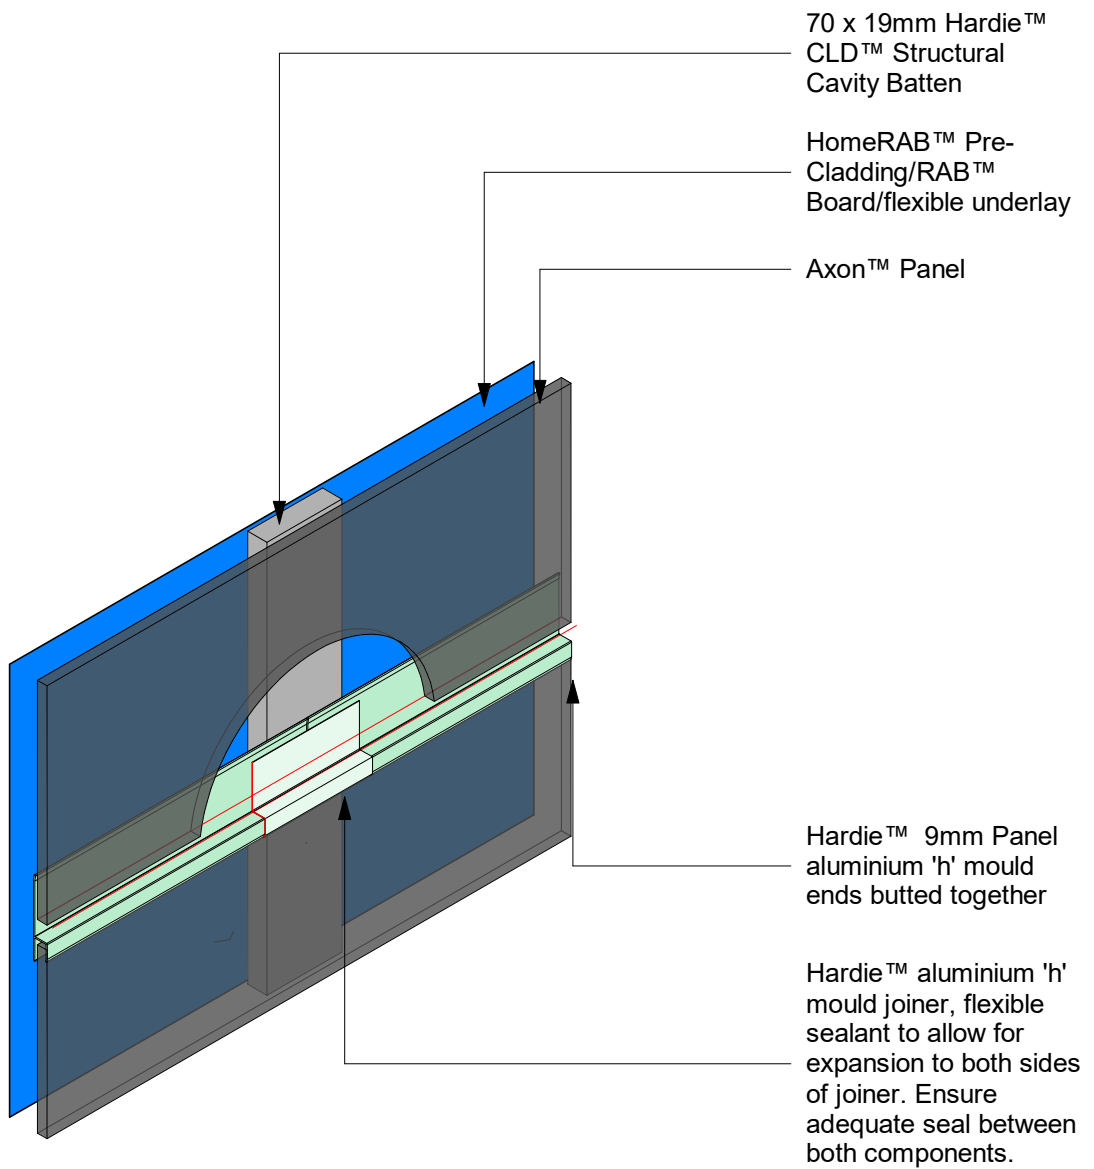 70 x 19mm Hardie™
CLD™ Structural
Cavity Batten
HomeRAB™ Pre-
Cladding/RAB™
Board/flexible underlay
Axon™ Panel
Hardie™ 9mm Panel
aluminium 'h' mould
ends butted together
Hardie™ aluminium 'h'
mould joiner, flexible
sealant to allow for
expansion to both sides
of joiner. Ensure
adequate seal between
both components.